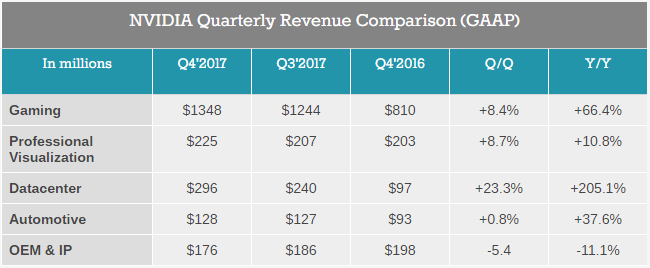 NVIDIA Quarterly Revenue Comparison (GAAP)
In millions Q4'2017 Q3'2017 Q4'2016 Q/Q Y/Y
Gaming $1348 $1244 $810 +8.4% +66.4%
Professional
Visualization $225 $207 $203 +8.7% +10.8%
Datacenter $296 $240 $97 +23.3% +205.1%
Automotive $128 $127 $93 +0.8% +37.6%
OEM & IP $176 $186 $198 -5.4 -11.1%